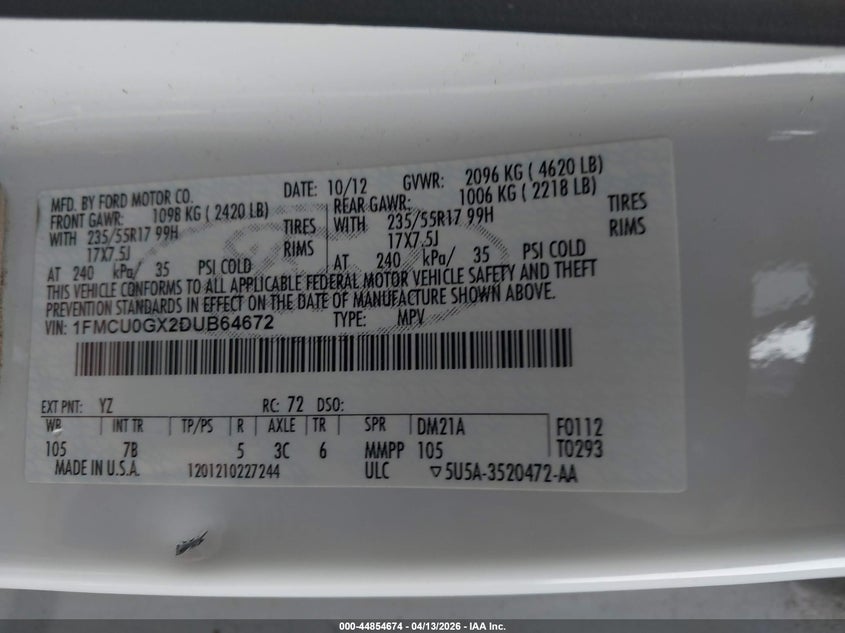 MFD. BY FORD MOTOR CO. DATE: 10/12 GVWR: 2096 KG ( 4620 LB)
FRONT GAWR: 1098 KG ( 2420 LB) REAR GAWR: 1006 KG ( 2218 LB)
WITH 235/55R17 99H TIRES WITH 235/55R17 99H TIRES
17X7.5J RIMS 17X7.5J RIMS
AT 240 kPa/ 35 PSI COLD AT 240 kPa/ 35 PSI COLD
THIS VEHICLE CONFORMS TO ALL APPLICABLE FEDERAL MOTOR VEHICLE SAFETY AND THEFT
PREVENTION STANDARDS IN EFFECT ON THE DATE OF MANUFACTURE SHOWN ABOVE.
VIN: 1FMCU0GX2DUB64672 TYPE: MPV
EXT PNT: YZ RC: 72 DSO:
WB INT TR TP/PS R AXLE TR SPR DM21A F0112
105 7B 5 3C 6 MMPP 105 T0293
MADE IN U.S.A. 1201210227244 ULC ▽5U5A-3520472-AA
000-44854674 | 04/13/2026 | IAA Inc.